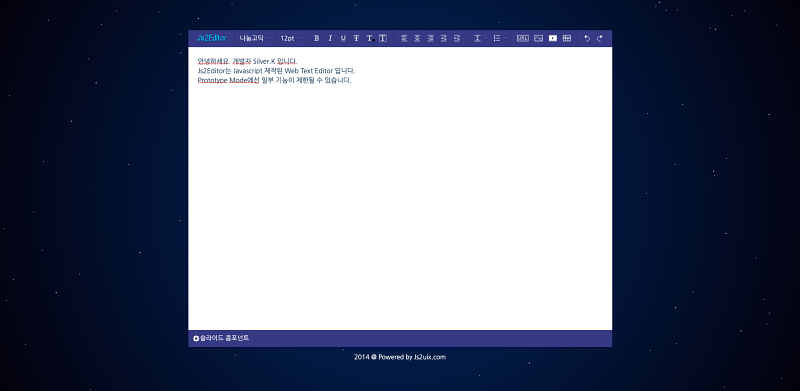 Js2Editor 나눔고딕 12pt B I U T T T URL
안녕하세요. 개발자 Silver.K 입니다.
Js2Editor는 Javascript 제작된 Web Text Editor 입니다.
Prototype Mode에선 일부 기능이 제한될 수 있습니다.
슬라이드 콤포넌트
2014 @ Powered by Js2uix.com